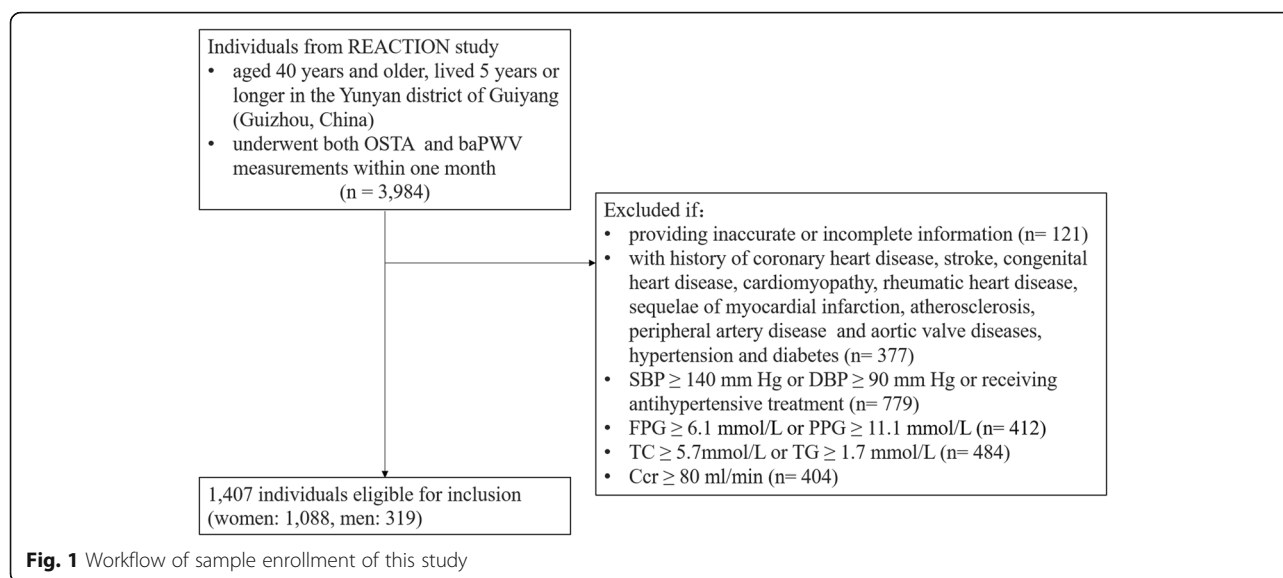 Individuals from REACTION study
• aged 40 years and older, lived 5 years or
longer in the Yunyan district of Guiyang
(Guizhou, China)
• underwent both OSTA and baPWV
measurements within one month
(n = 3,984)
Excluded if:
• providing inaccurate or incomplete information (n= 121)
• with history of coronary heart disease, stroke, congenital
heart disease, cardiomyopathy, rheumatic heart disease,
sequelae of myocardial infarction, atherosclerosis,
peripheral artery disease and aortic valve diseases,
hypertension and diabetes (n= 377)
• SBP ≥ 140 mm Hg or DBP ≥ 90 mm Hg or receiving
antihypertensive treatment (n= 779)
• FPG ≥ 6.1 mmol/L or PPG ≥ 11.1 mmol/L (n= 412)
• TC ≥ 5.7mmol/L or TG ≥ 1.7 mmol/L (n= 484)
• Ccr ≥ 80 ml/min (n= 404)
1,407 individuals eligible for inclusion
(women: 1,088, men: 319)
Fig. 1 Workflow of sample enrollment of this study